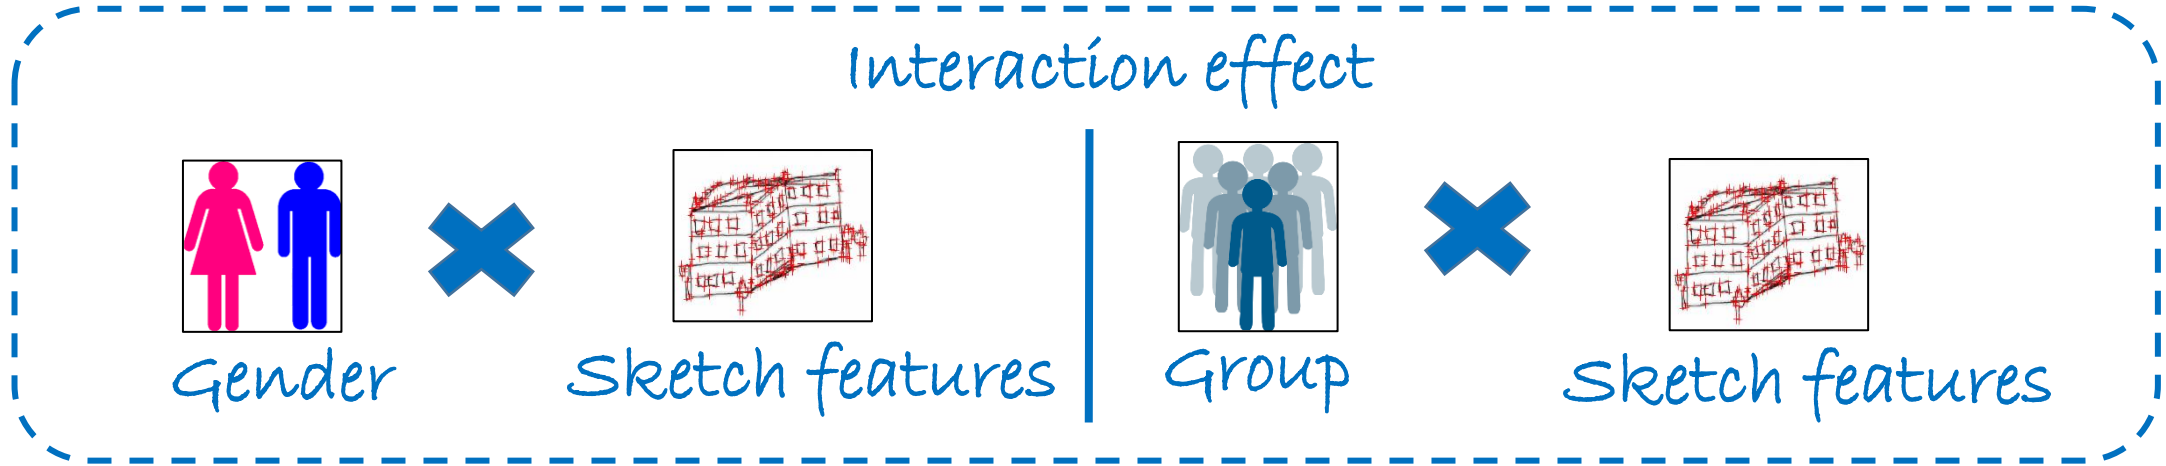 Interaction effect
Gender
Sketch features
Group
Sketch features